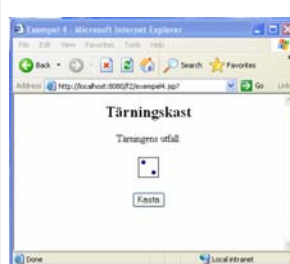 Exempel 4 - Microsoft Internet Explorer
File Edit View Favorites Tools Help
Back Search Favorites
Address http://localhost:8080/f2/exempel4.jsp? Go Links
Tärningskast
Tärningens utfall
Kasta
Done Local intranet